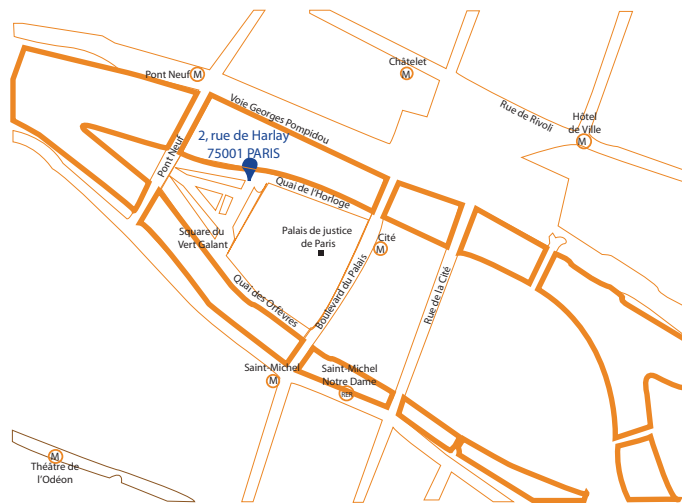 Châtelet
Pont Neuf
M
M
Voie Georges Pompidou
Rue de Rivoli
Hôtel
de Ville
M
2, rue de Harlay
75001 PARIS
Pont Neuf
Quai de l'Horloge
Square du
Vert Galant
Palais de justice
de Paris
Cité
M
Boulevard du Palais
Rue de la Cité
Quai des Orfèvres
Saint-Michel
M
Saint-Michel
Notre Dame
RER
M
Théâtre de
l'Odéon